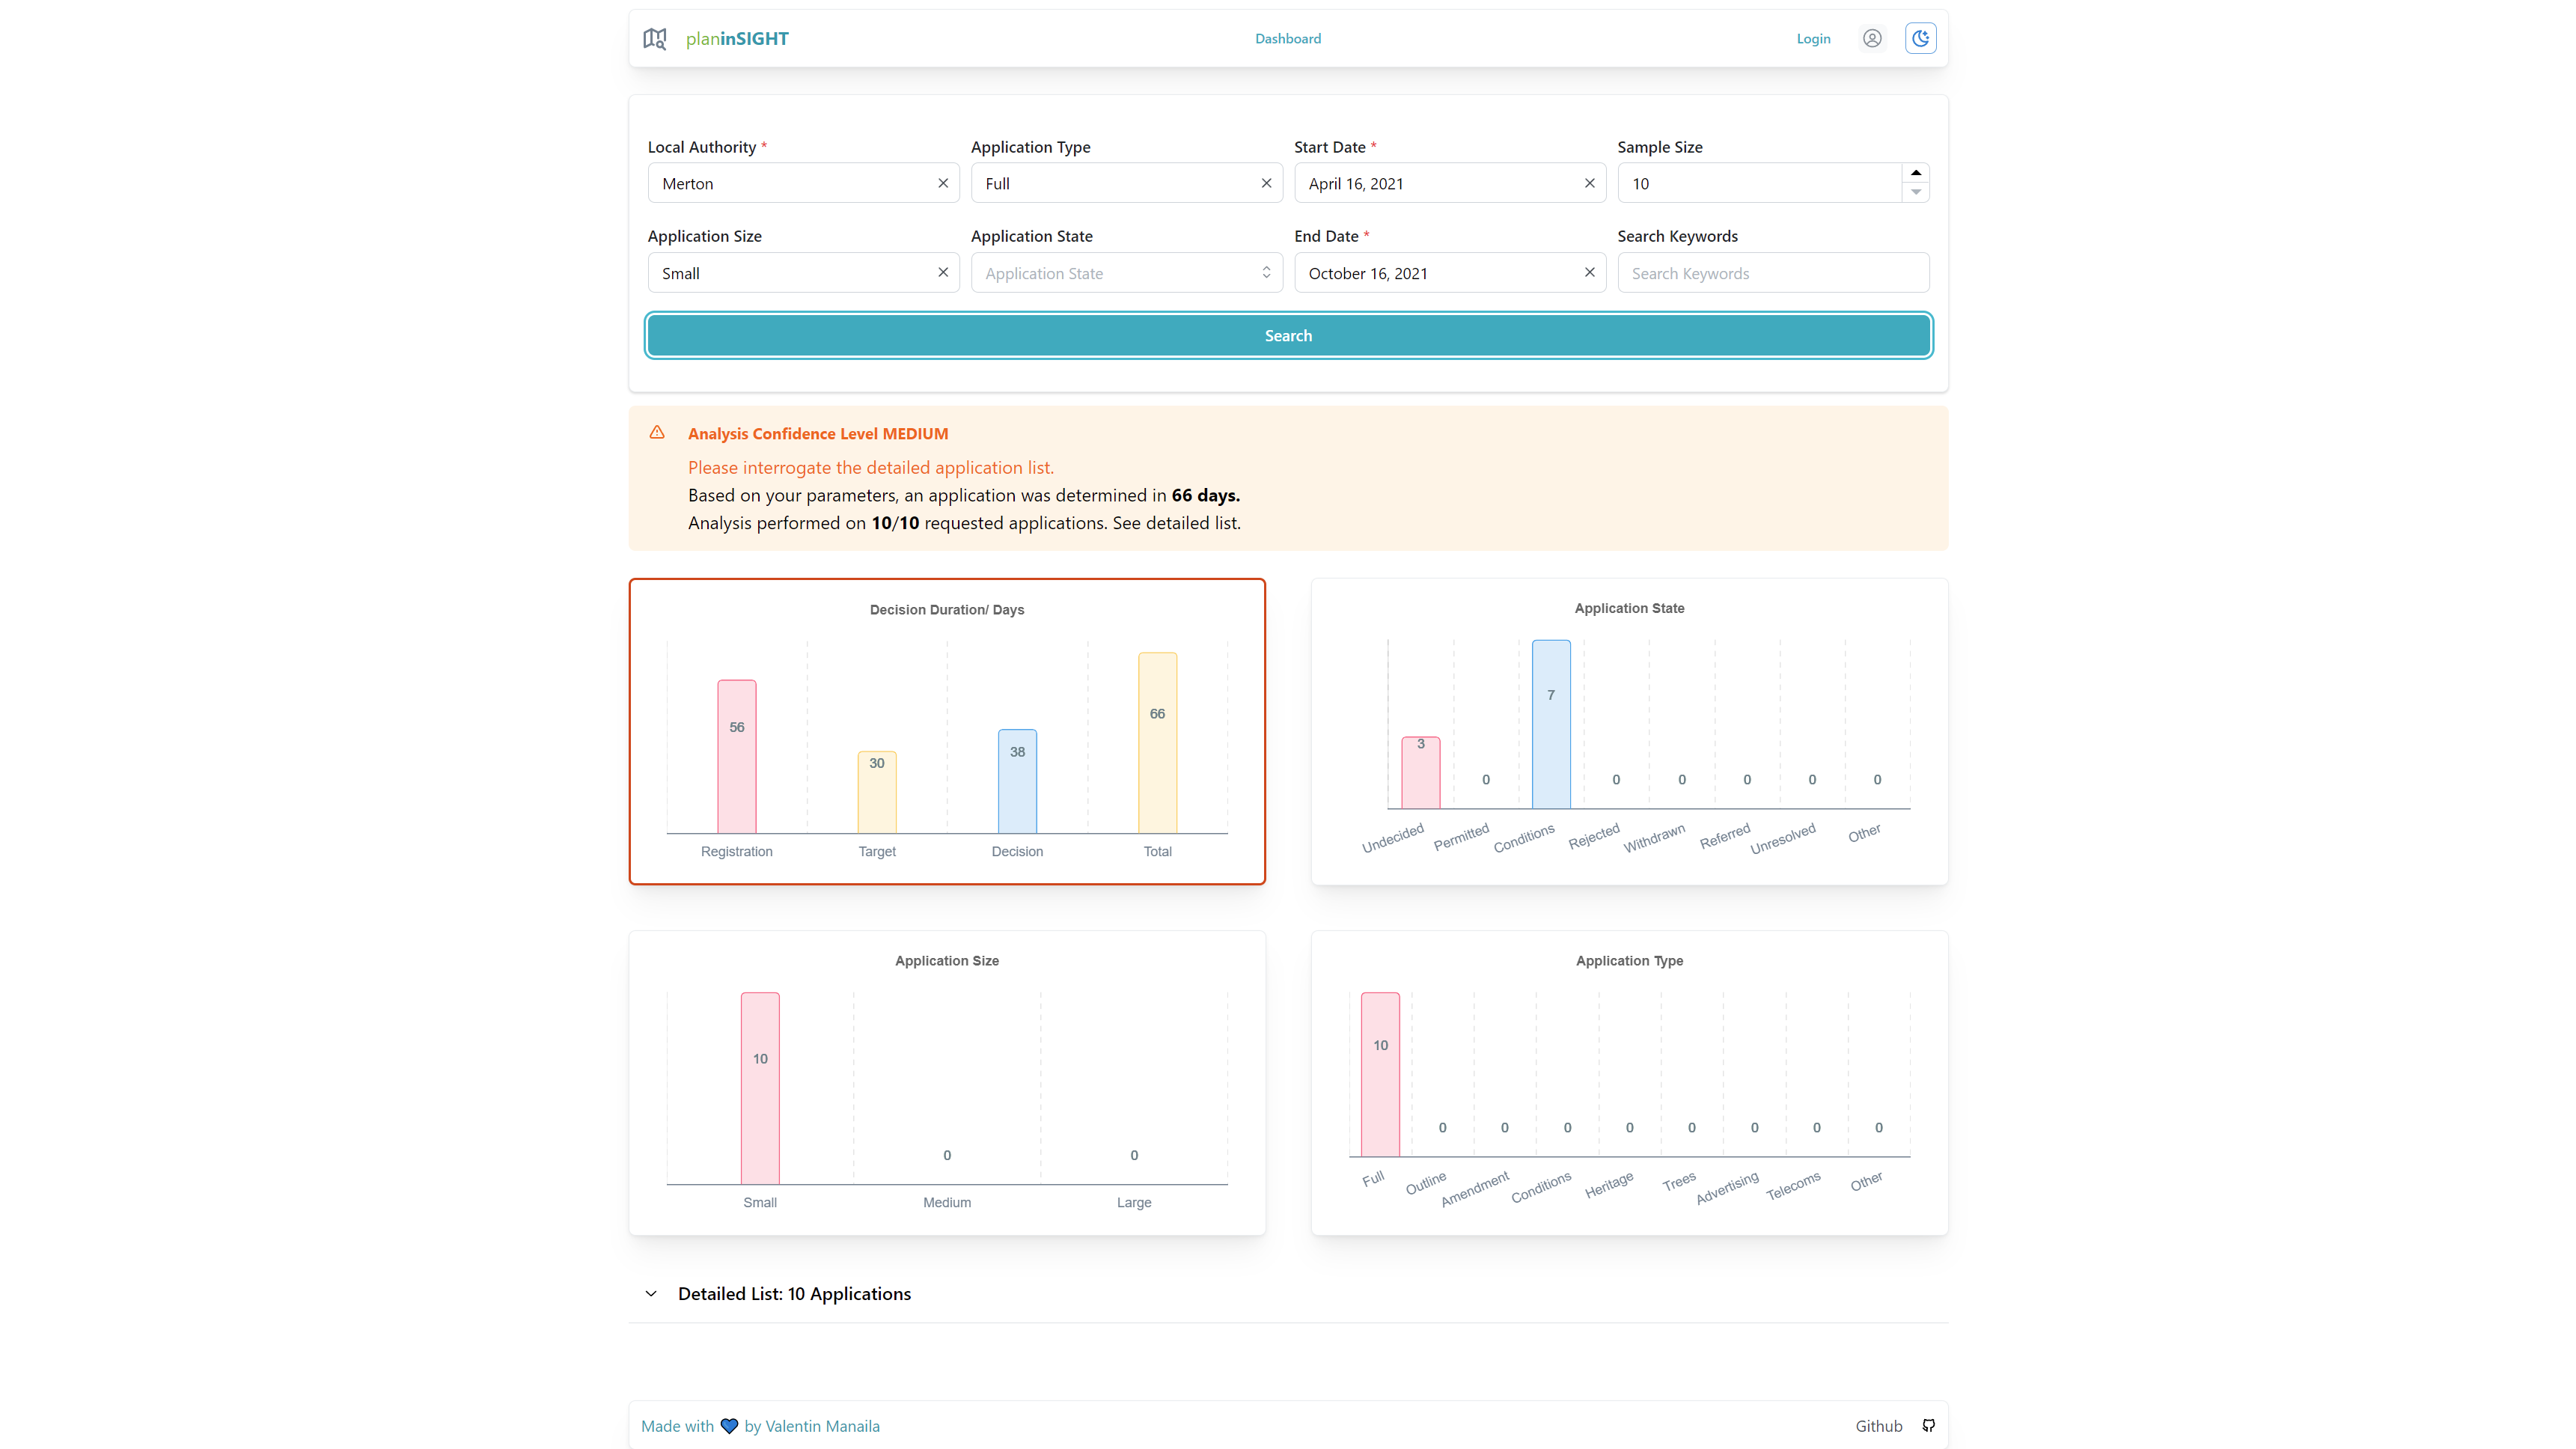 planinSIGHT
Dashboard
Login
Local Authority *
Application Type
Start Date *
Sample Size
Merton
Full
April 16, 2021
10
Application Size
Application State
End Date *
Search Keywords
Small
Application State
October 16, 2021
Search Keywords
Search
Analysis Confidence Level MEDIUM
Please interrogate the detailed application list.
Based on your parameters, an application was determined in 66 days.
Analysis performed on 10/10 requested applications. See detailed list.
Decision Duration/ Days
56
30
38
66
Registration
Target
Decision
Total
Application State
3
0
7
0
0
0
0
0
Undecided
Permitted
Conditions
Rejected
Withdrawn
Referred
Unresolved
Other
Application Size
10
0
0
Small
Medium
Large
Application Type
10
0
0
0
0
0
0
0
0
Full
Outline
Amendment
Conditions
Heritage
Trees
Advertising
Telecoms
Other
Detailed List: 10 Applications
Made with 💙 by Valentin Manaila
Github